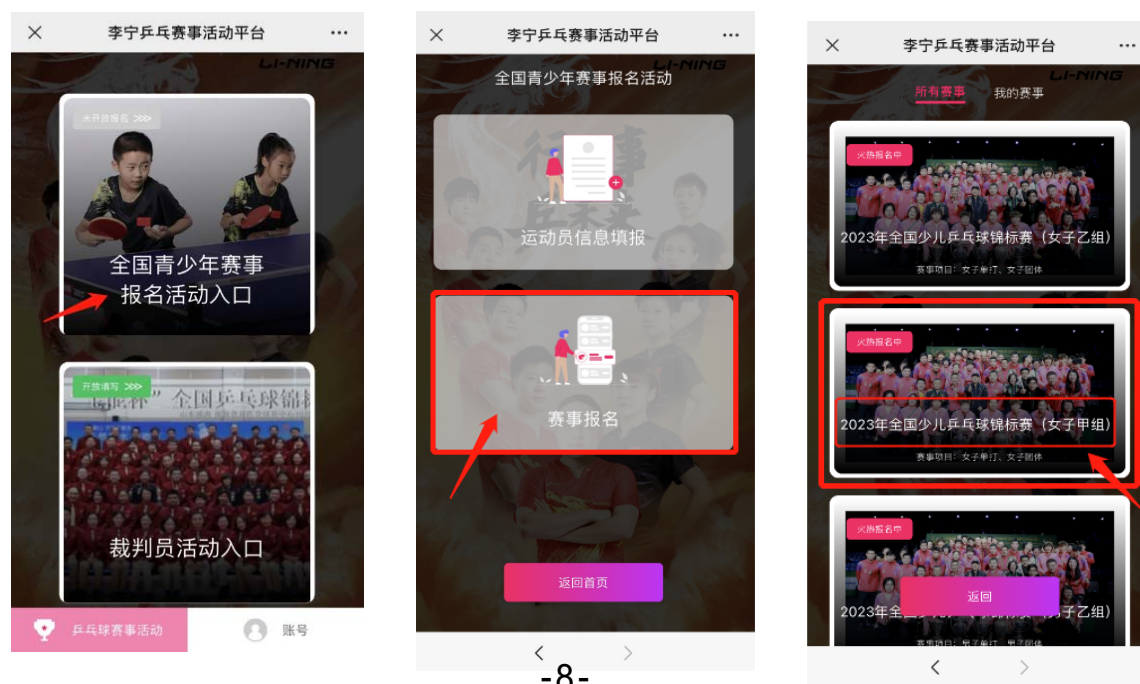 李宁乒乓赛事活动平台
LI-NING
未开放报名 >>>
全国青少年赛事
报名活动入口
开放填写 >>>
杯"全国乒乓球锦标
裁判员活动入口
乒乓球赛事活动
账号
李宁乒乓赛事活动平台
LI-NING
全国青少年赛事报名活动
运动员信息填报
赛事报名
返回首页
李宁乒乓赛事活动平台
LI-NING
所有赛事 我的赛事
火热报名中
2023年全国少儿乒乓球锦标赛（女子乙组）
赛事项目：女子单打、女子团体
火热报名中
2023年全国少儿乒乓球锦标赛（女子甲组）
赛事项目：女子单打、女子团体
火热报名中
返回
2023年全 子乙组）
赛事项目：男子单打、男子团体
-8-